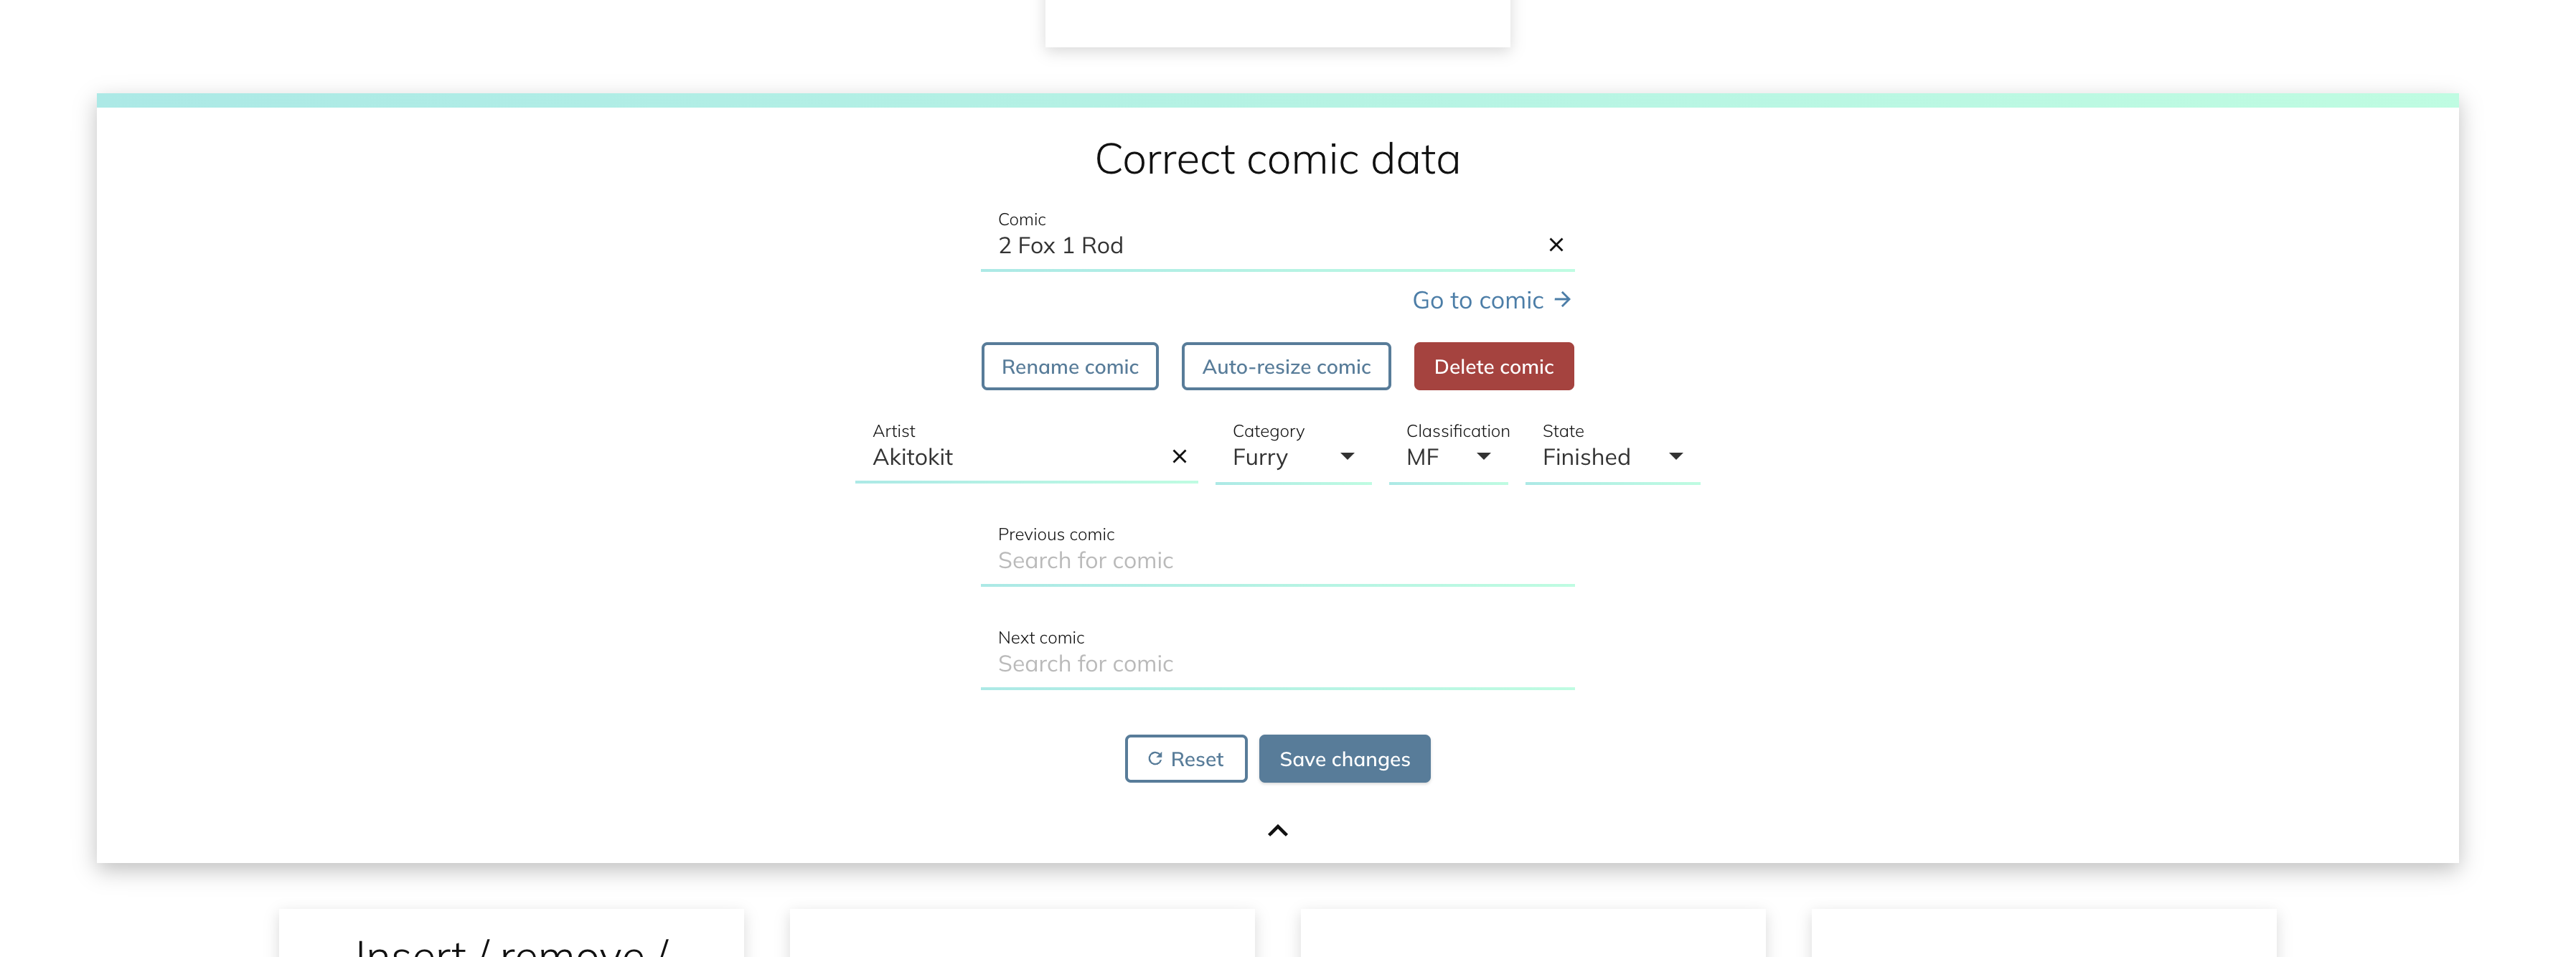 Correct comic data
Comic
2 Fox 1 Rod
Go to comic
Rename comic
Auto-resize comic
Delete comic
Artist
Akitokit
Category
Furry
Classification
MF
State
Finished
Previous comic
Search for comic
Next comic
Search for comic
Reset
Save changes
Insert / remove /